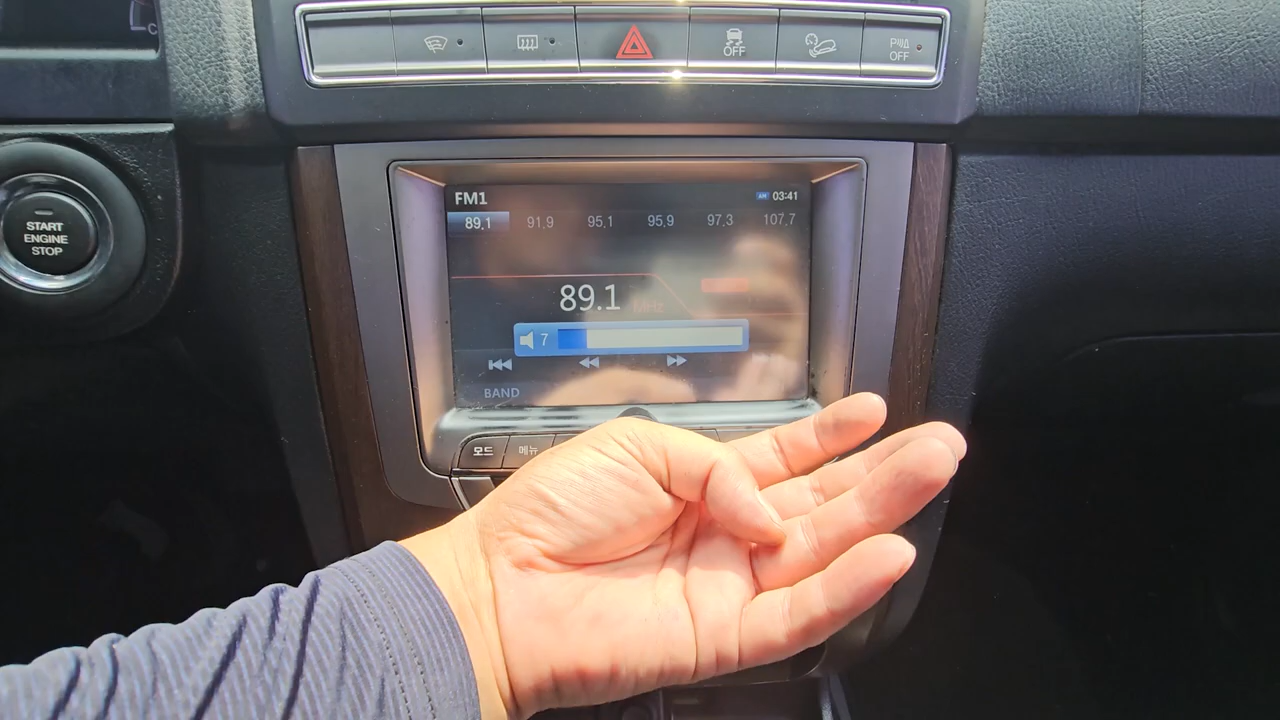 OFF
OFF
START
ENGINE
STOP
FM1
AM 03:41
89.1 91.9 95.1 95.9 97.3 107.7
89.1 MHz
7
BAND
모드 메뉴